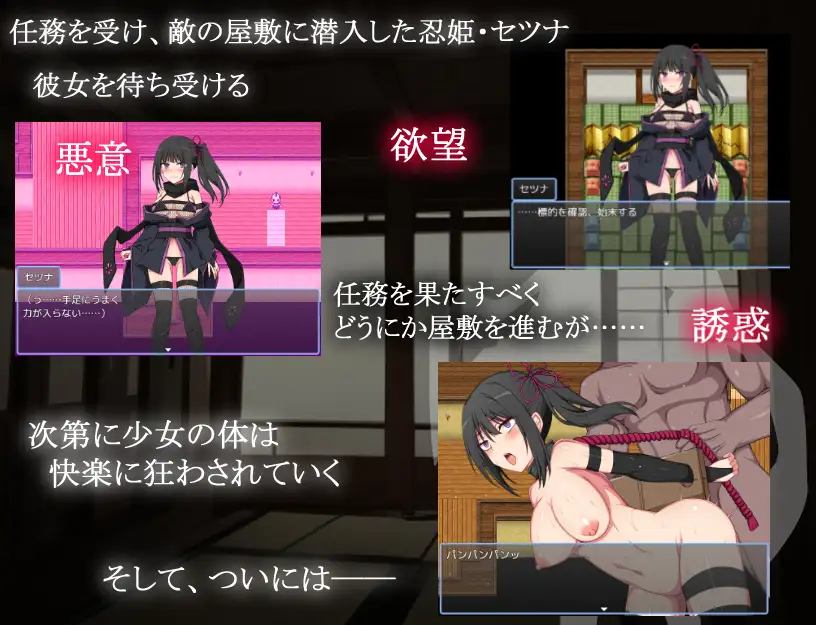 任務を受け、敵の屋敷に潜入した忍姫・セツナ
彼女を待ち受ける
悪意
欲望
セツナ
……標的を確認、始末する
セツナ
（っ……手足にうまく
力が入らない……）
任務を果たすべく
どうにか屋敷を進むが……
誘惑
次第に少女の体は
快楽に狂わされていく
パンパンパンッ
そして、ついには――